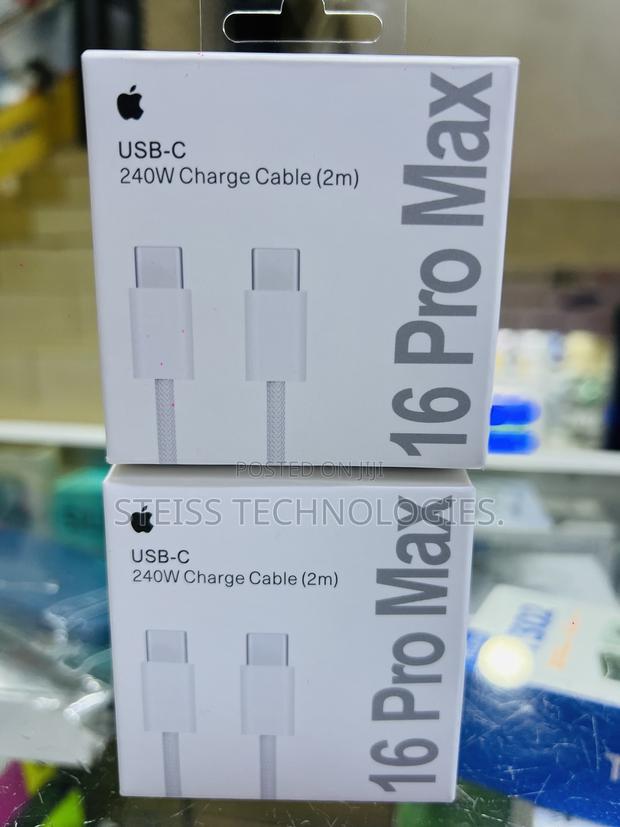 USB-C
240W Charge Cable (2m)
16 Pro Max
POSTED ON JIJI
STEISS TECHNOLOGIES.
USB-C
240W Charge Cable (2m)
16 Pro Max